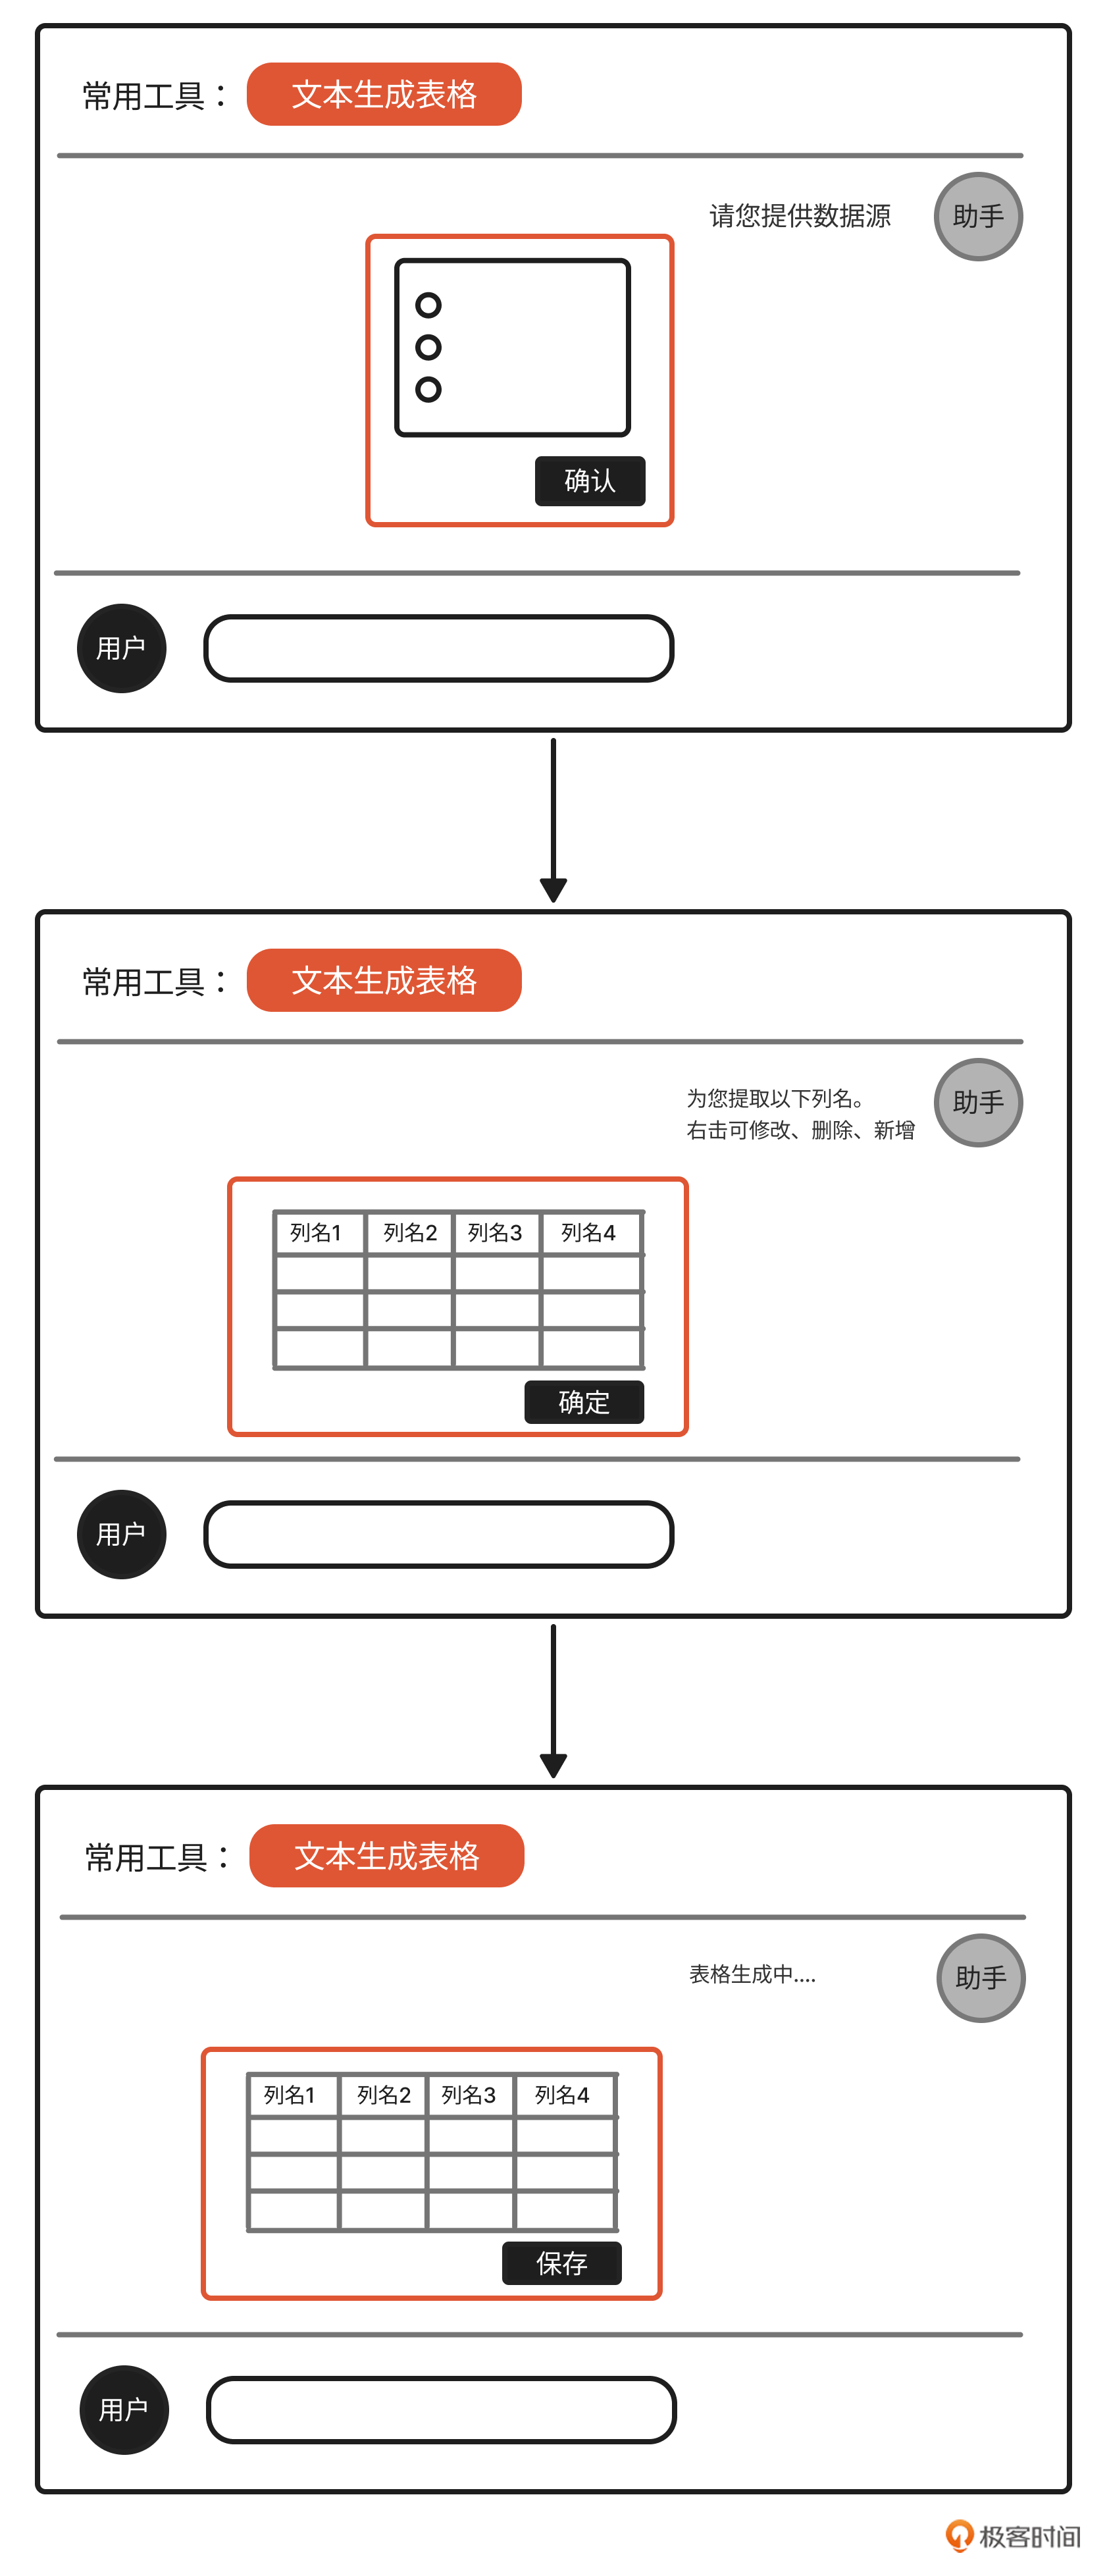 常用工具：
文本生成表格
请您提供数据源
助手
确认
用户
常用工具：
文本生成表格
为您提取以下列名。
右击可修改、删除、新增
助手
列名1 列名2 列名3 列名4
确定
用户
常用工具：
文本生成表格
表格生成中....
助手
列名1 列名2 列名3 列名4
保存
用户
极客时间